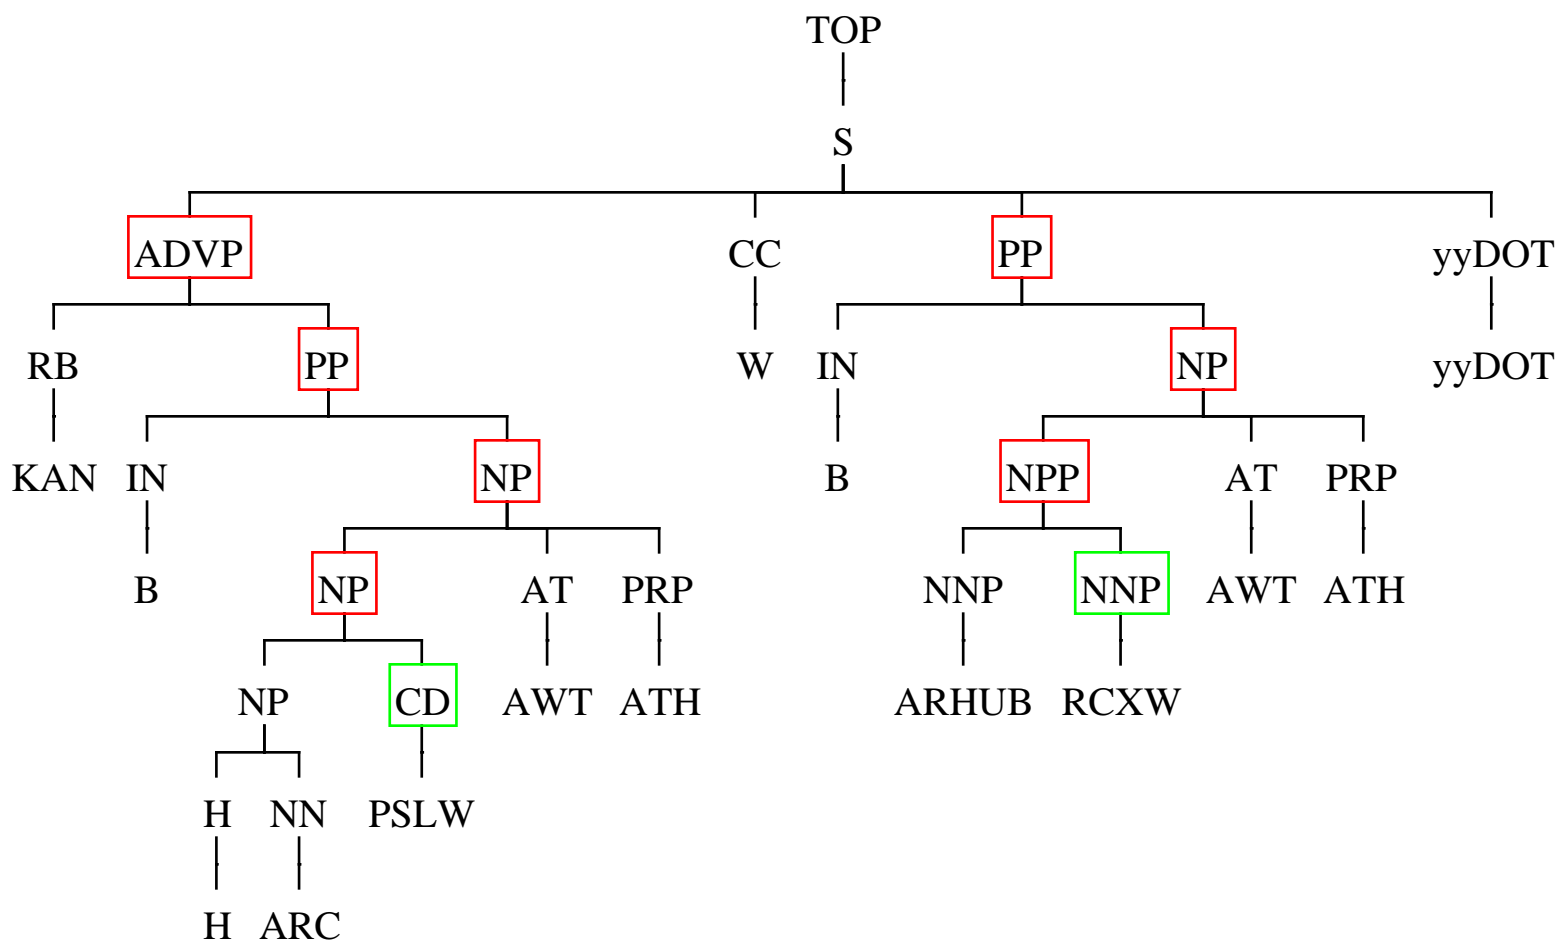 TOP
S
ADVP CC PP yyDOT
RB PP W IN NP yyDOT
KAN IN NP B NPP AT PRP
B NP AT PRP NNP NNP AWT ATH
NP CD AWT ATH ARHUB RCXW
H NN PSLW
H ARC